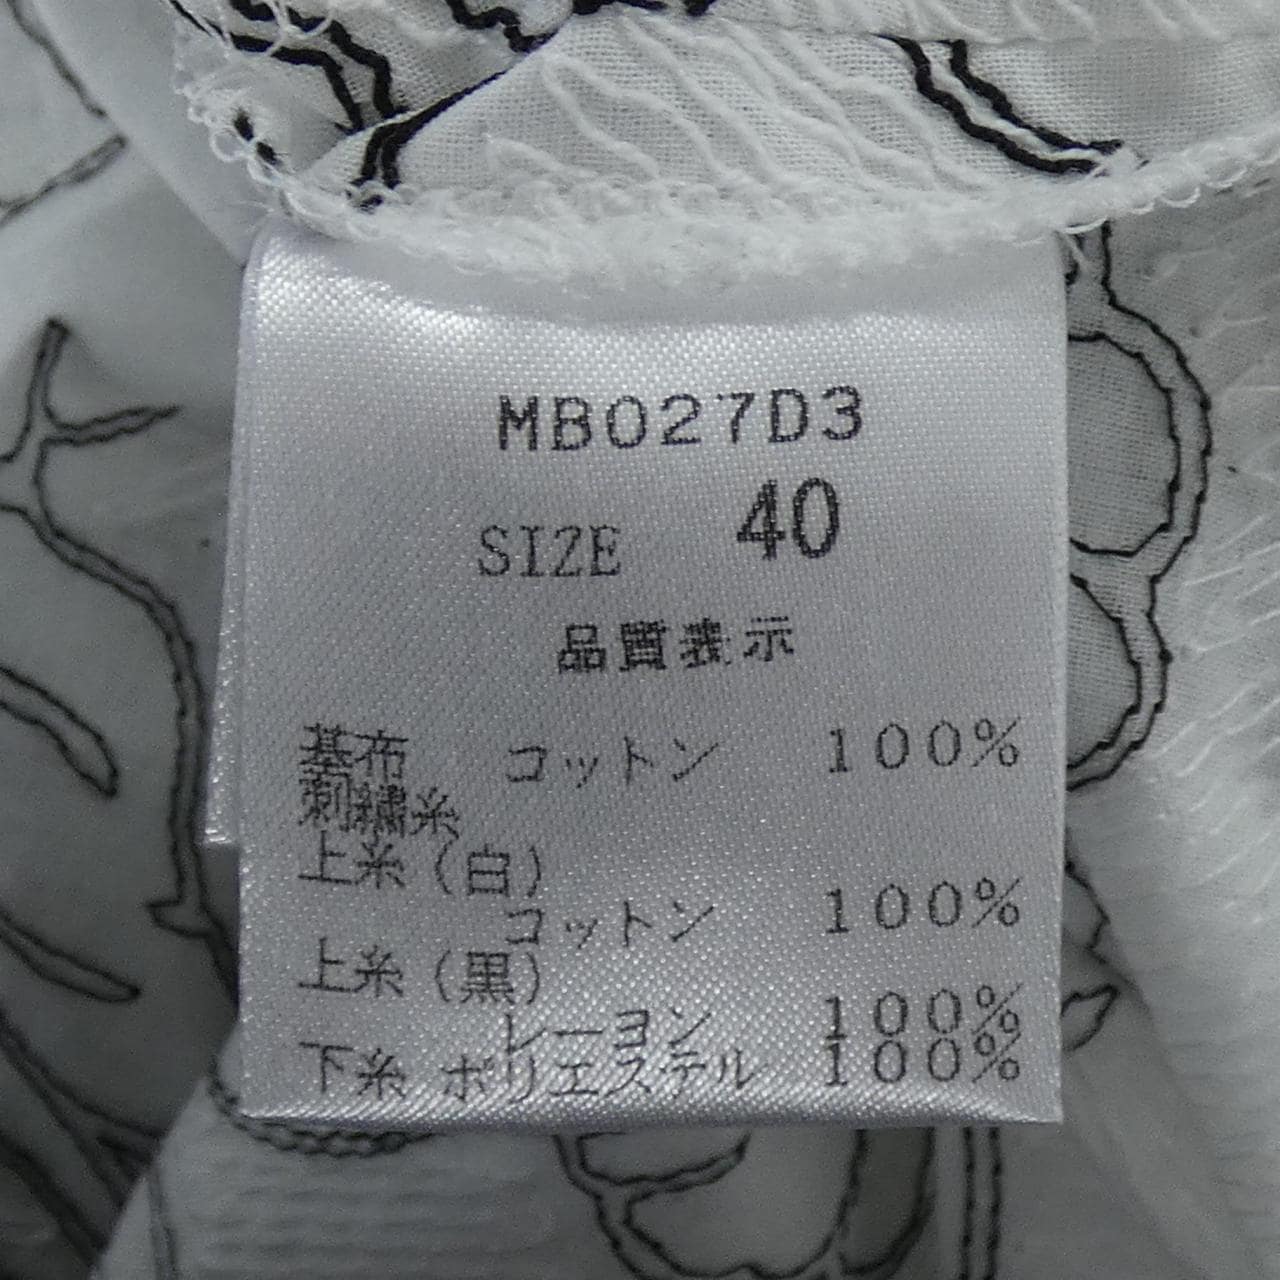 MB027D3
SIZE 40
品質表示
基布 コットン 100%
刺繍糸
上糸(白)
コットン 100%
上糸(黒)
レーヨン 100%
下糸 ポリエステル 100%